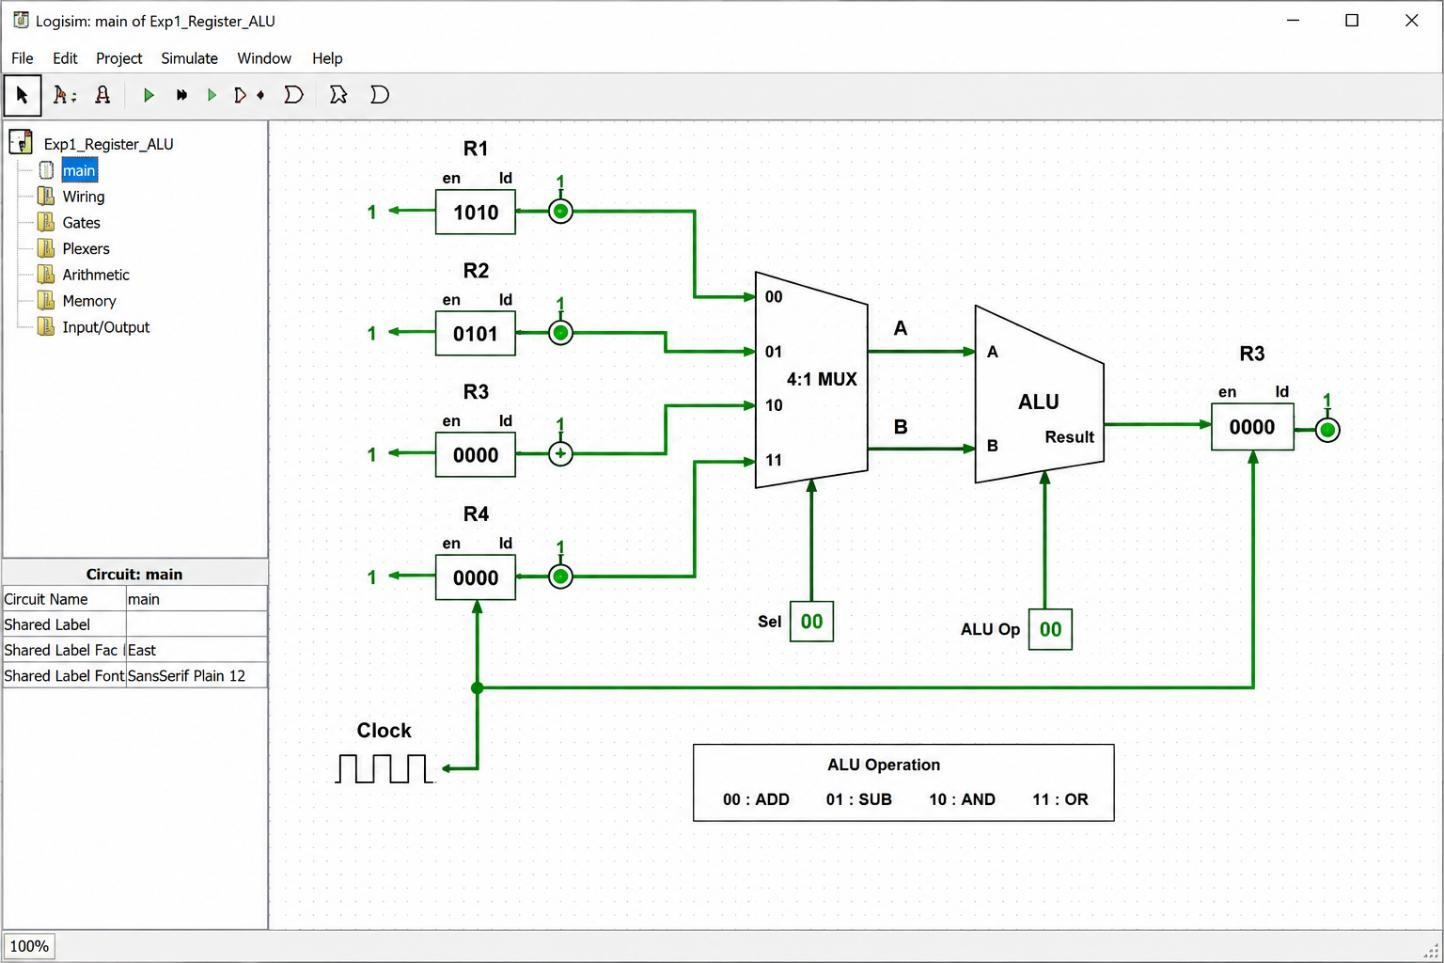 Logisim: main of Exp1_Register_ALU
File Edit Project Simulate Window Help
A
A
Exp1_Register_ALU
main
Wiring
Gates
Plexers
Arithmetic
Memory
Input/Output
Circuit: main
Circuit Name main
Shared Label
Shared Label Fac East
Shared Label Font SansSerif Plain 12
100%
R1
en ld
1 1010 1
R2
en ld
1 0101 1
R3
en ld
1 0000 1
R4
en ld
1 0000 1
00
01
4:1 MUX
10
11
A
B
Sel 00
A
ALU
B
Result
ALU Op 00
R3
en ld
0000 1
Clock
ALU Operation
00 : ADD 01 : SUB 10 : AND 11 : OR